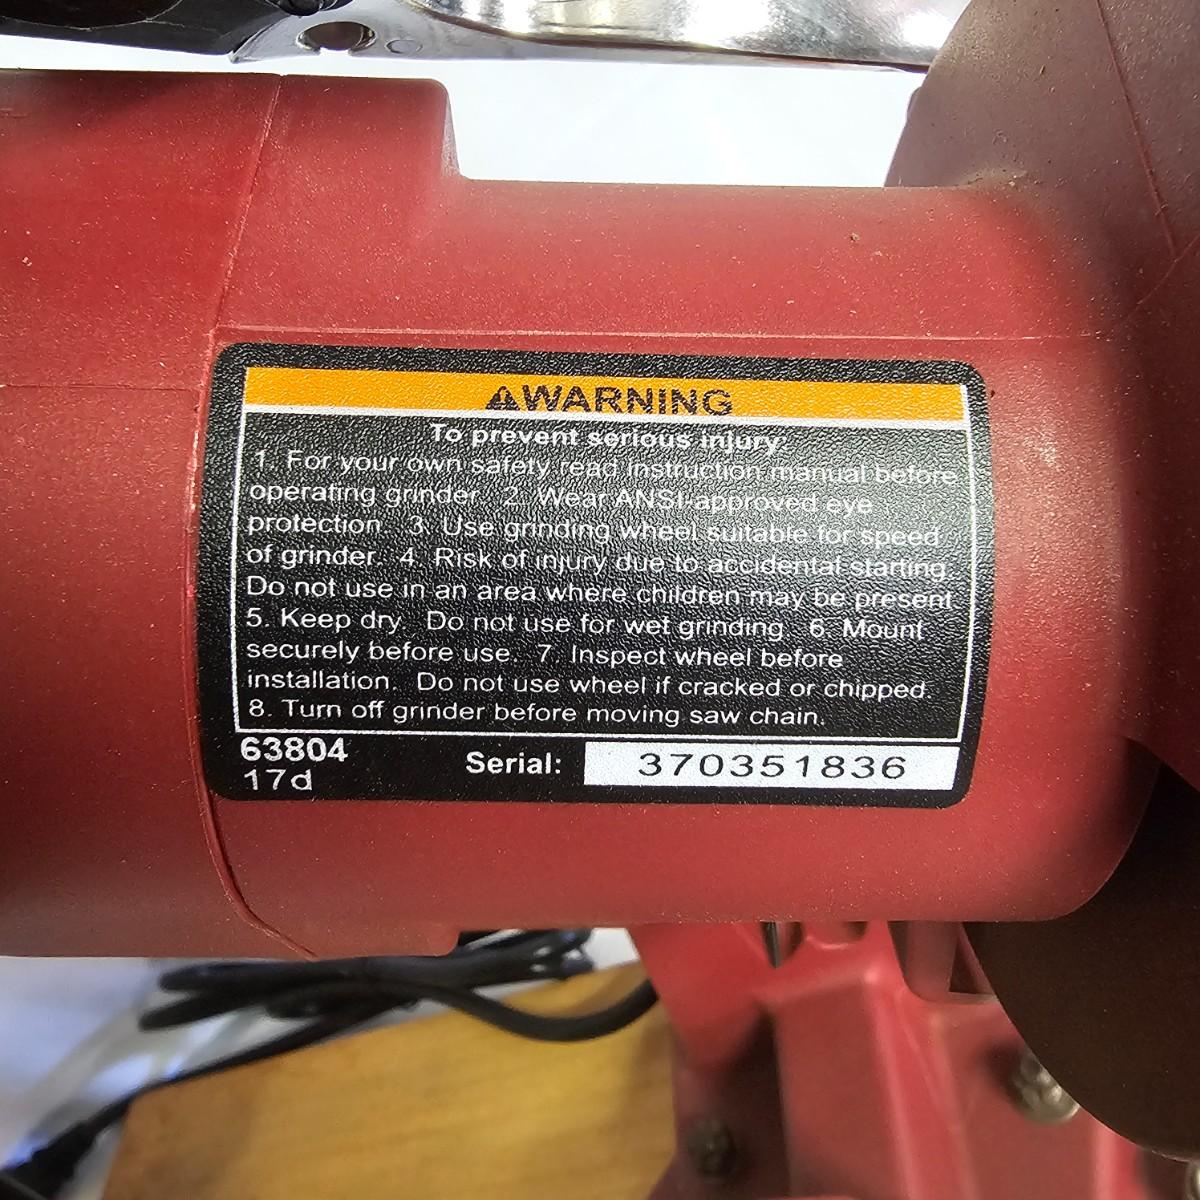 ⚠WARNING
To prevent serious injury:
1. For your own safety read instruction manual before
operating grinder. 2. Wear ANSI-approved eye
protection. 3. Use grinding wheel suitable for speed
of grinder. 4. Risk of injury due to accidental starting.
Do not use in an area where children may be present.
5. Keep dry. Do not use for wet grinding. 6. Mount
securely before use. 7. Inspect wheel before
installation. Do not use wheel if cracked or chipped.
8. Turn off grinder before moving saw chain.
63804
17d
Serial: 370351836